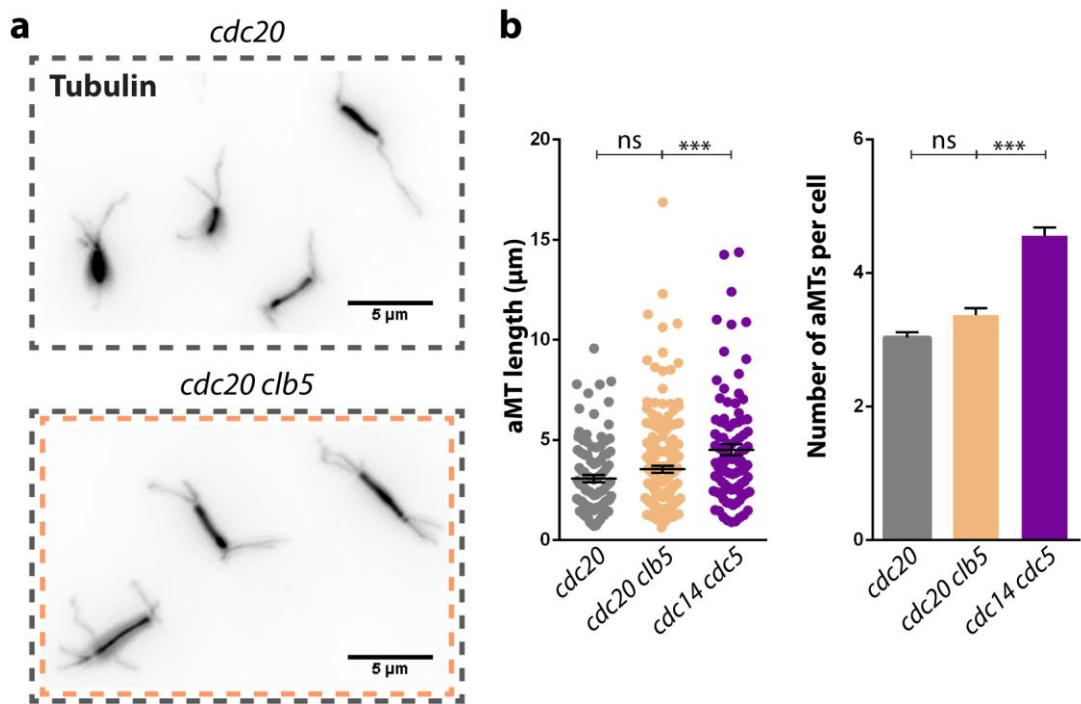 a
cdc20
Tubulin
5 µm
cdc20 clb5
5 µm
b
aMT length (µm)
20
15
10
5
0
ns
***
cdc20
cdc20 clb5
cdc14 cdc5
Number of aMTs per cell
6
4
2
0
ns
***
cdc20
cdc20 clb5
cdc14 cdc5